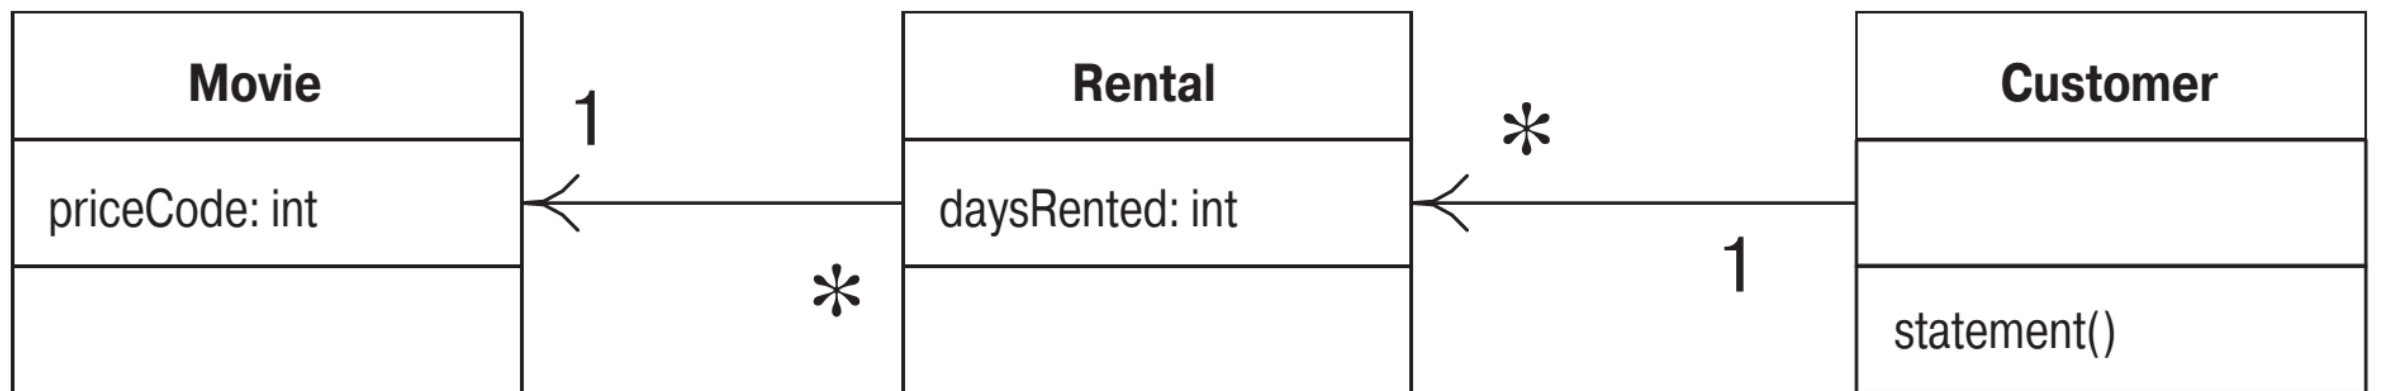 Movie
priceCode: int
1
*
Rental
daysRented: int
*
1
Customer
statement()